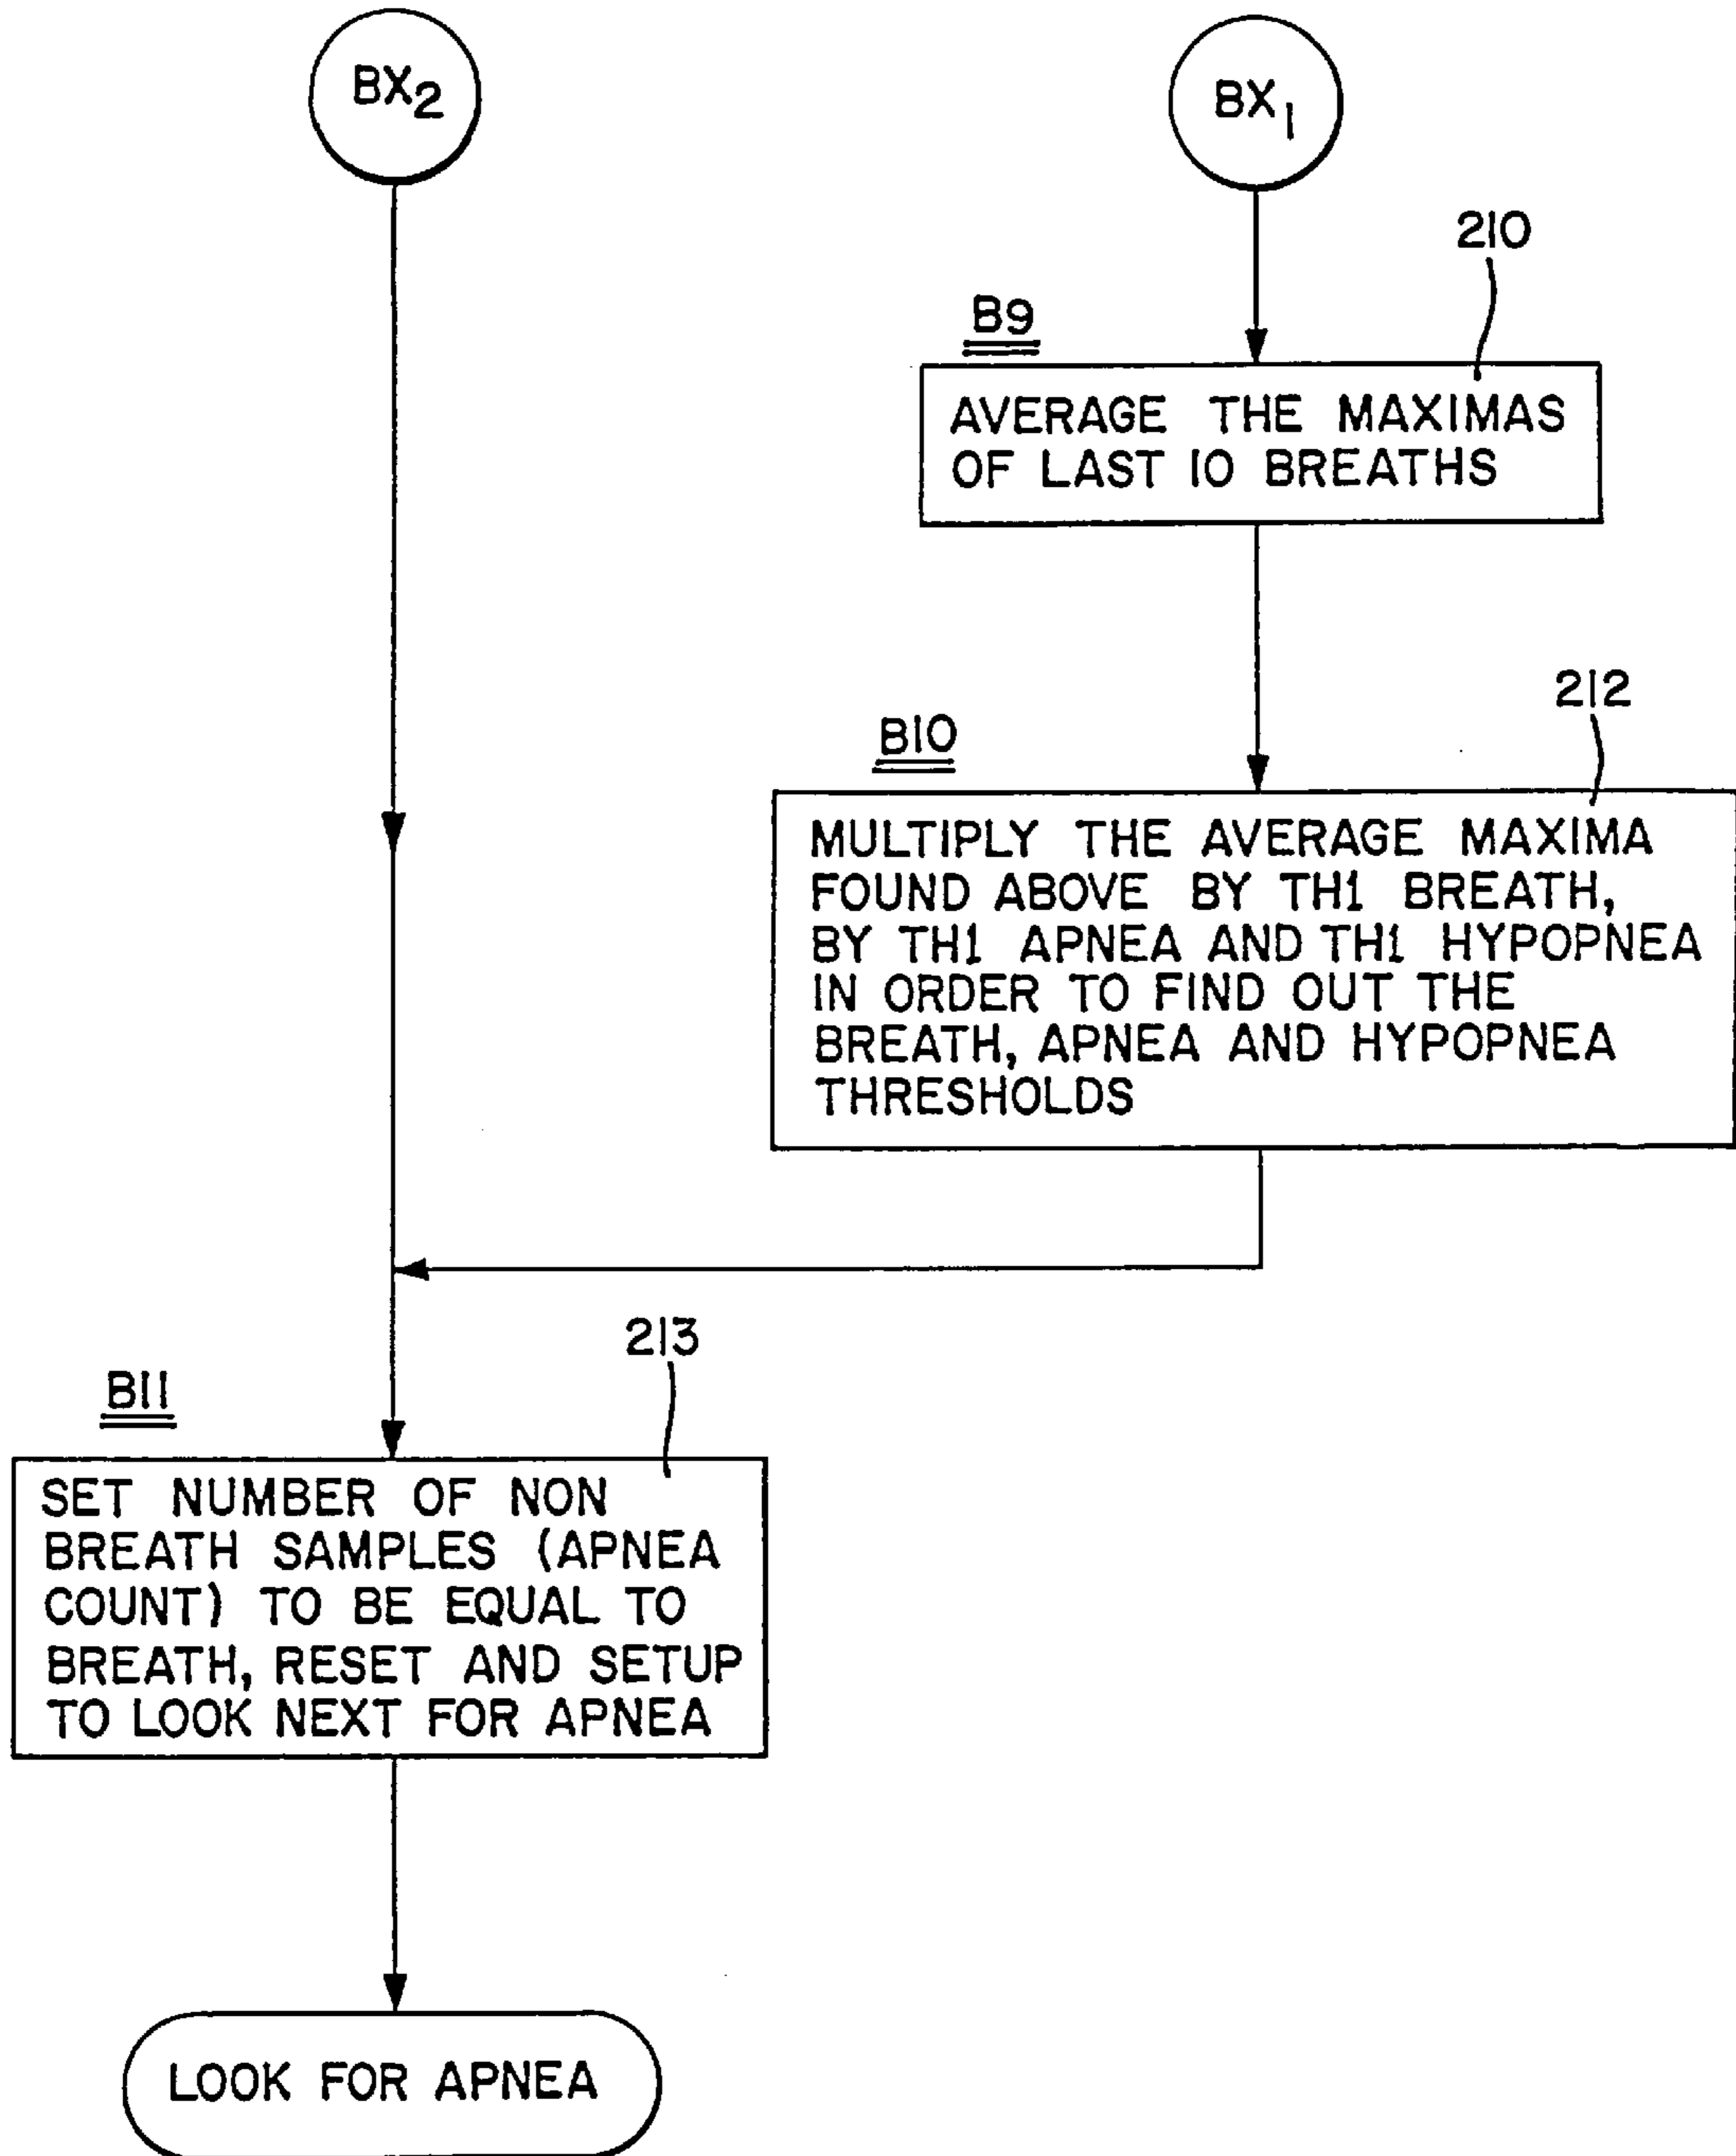 BX2
BX1
210
B9
AVERAGE THE MAXIMAS
OF LAST 10 BREATHS
212
B10
MULTIPLY THE AVERAGE MAXIMA
FOUND ABOVE BY TH1 BREATH,
BY TH1 APNEA AND TH1 HYPOPNEA
IN ORDER TO FIND OUT THE
BREATH, APNEA AND HYPOPNEA
THRESHOLDS
213
B11
SET NUMBER OF NON
BREATH SAMPLES (APNEA
COUNT) TO BE EQUAL TO
BREATH, RESET AND SETUP
TO LOOK NEXT FOR APNEA
LOOK FOR APNEA